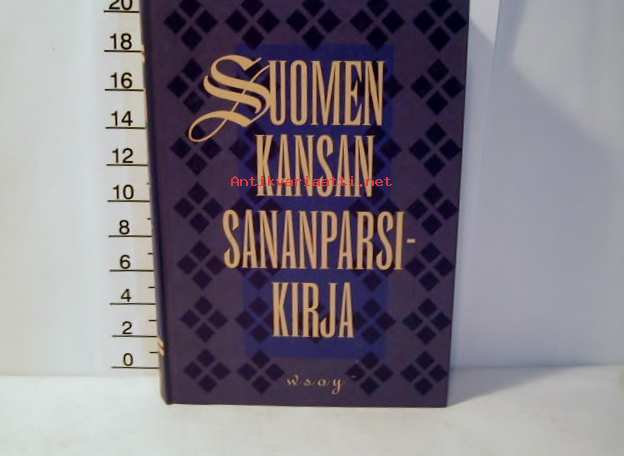 20
18
16
14
12
10
8
6
4
2
0
SUOMEN
KANSAN
Antikvariaatti.net
SANANPARSI-
KIRJA
wsoy